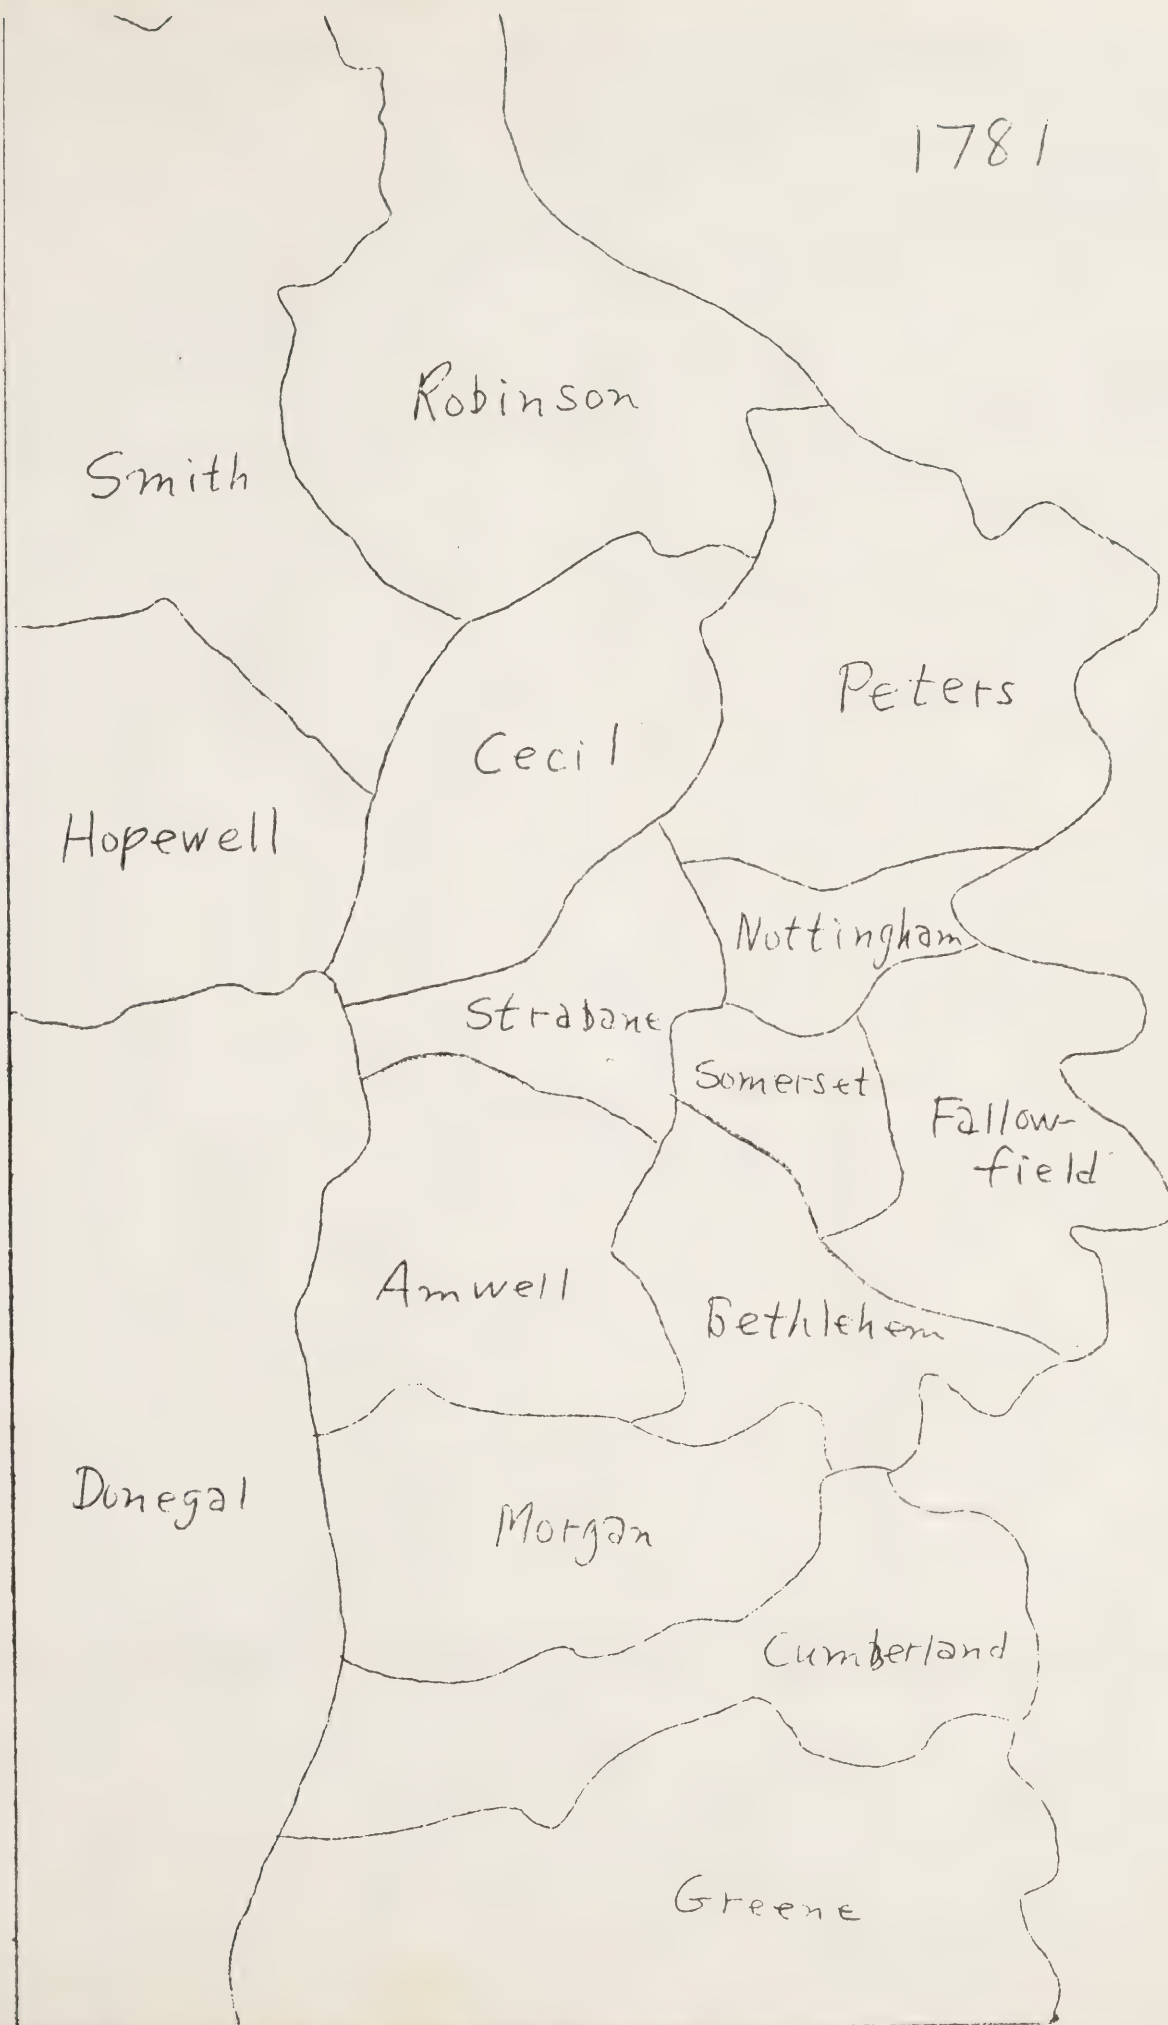 1781
Robinson
Smith
Peters
Cecil
Hopewell
Nottingham
Strabane
Somerset
Fallow-
field
Amwell
Bethlehem
Donegal
Morgan
Cumberland
Greene